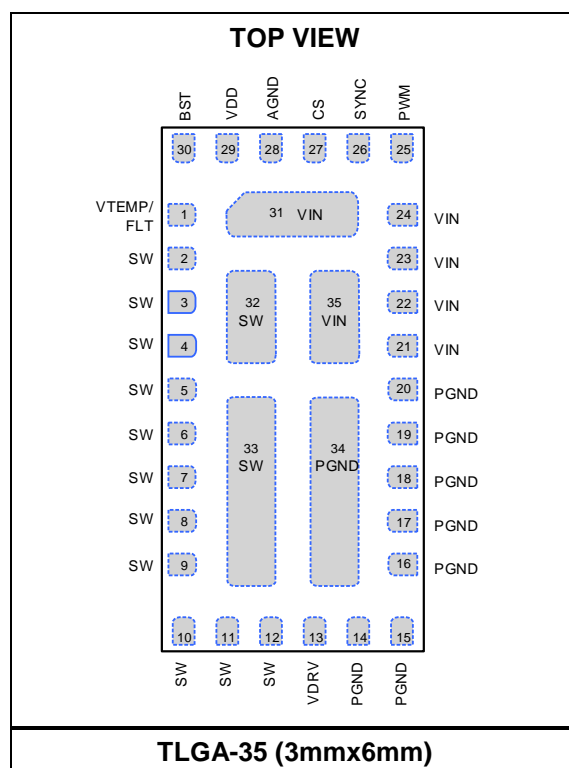 TOP VIEW
BST
VDD
AGND
CS
SYNC
PWM
30
29
28
27
26
25
VTEMP/
FLT
1
31 VIN
24
VIN
SW
2
23
VIN
SW
3
32
SW
35
VIN
22
VIN
SW
4
21
VIN
SW
5
20
PGND
SW
6
33
SW
34
PGND
19
PGND
SW
7
18
PGND
SW
8
17
PGND
SW
9
16
PGND
10
11
12
13
14
15
SW
SW
SW
VDRV
PGND
PGND
TLGA-35 (3mmx6mm)